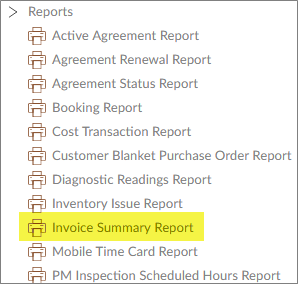 Reports
Active Agreement Report
Agreement Renewal Report
Agreement Status Report
Booking Report
Cost Transaction Report
Customer Blanket Purchase Order Report
Diagnostic Readings Report
Inventory Issue Report
Invoice Summary Report
Mobile Time Card Report
PM Inspection Scheduled Hours Report